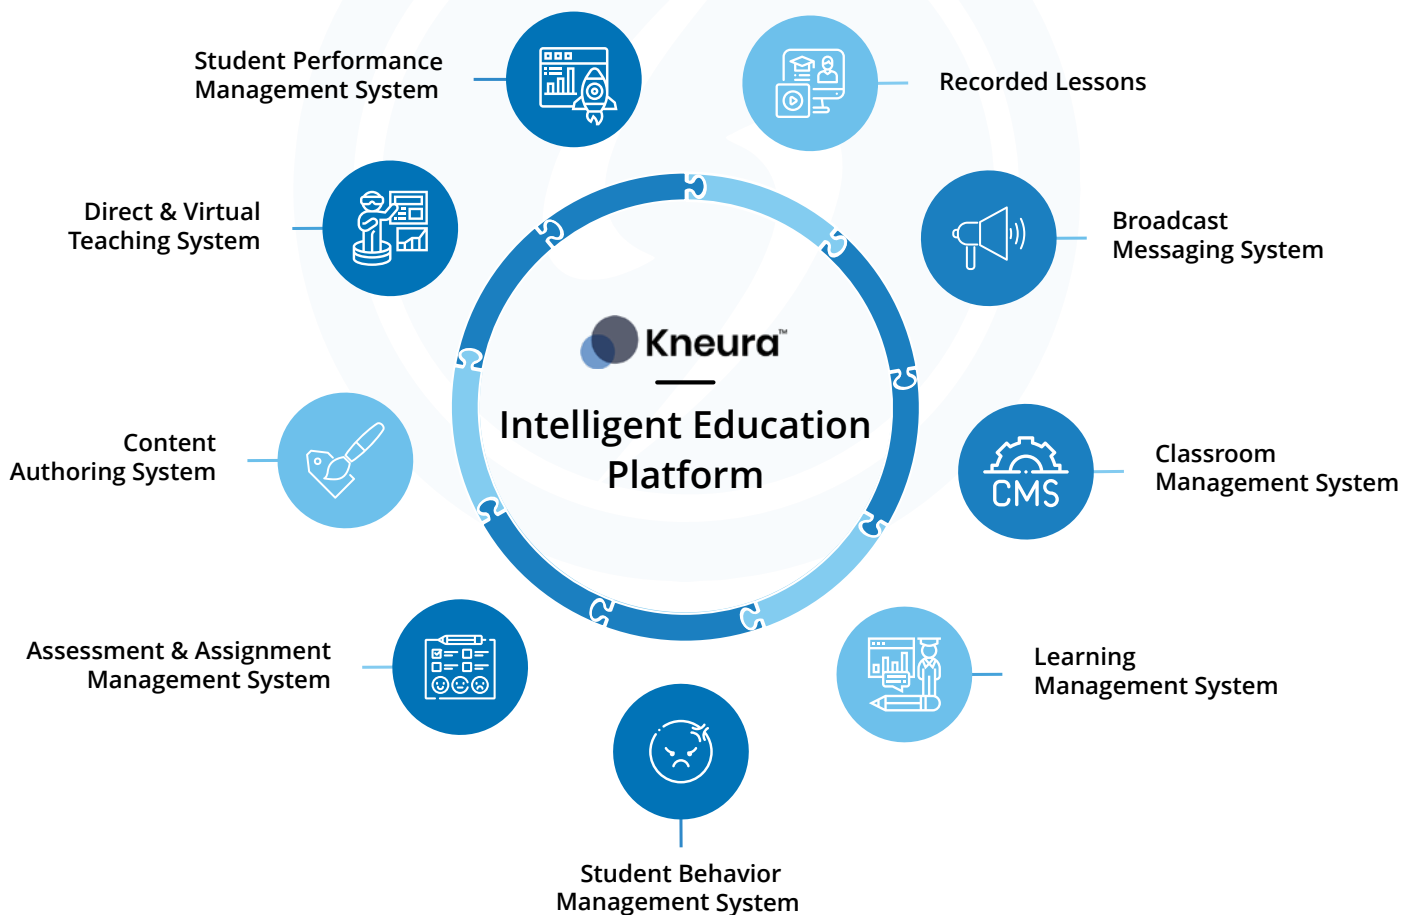 Student Performance
Management System
Recorded Lessons
Direct & Virtual
Teaching System
Broadcast
Messaging System
Kneura™
Intelligent Education
Platform
Content
Authoring System
CMS
Classroom
Management System
Assessment & Assignment
Management System
Learning
Management System
Student Behavior
Management System